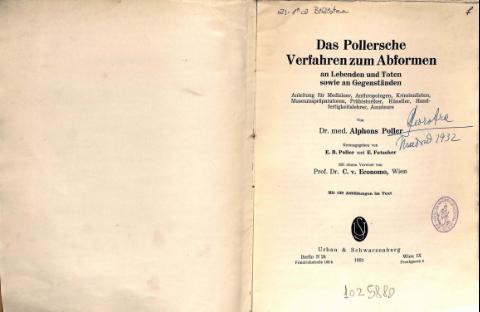 Das Pollersche
Verfahren zum Abformen
an Lebenden und Toten
sowie an Gegenständen
Anleitung für Mediziner, Anthropologen, Kriminalisten,
Museumspräparatoren, Prähistoriker, Künstler, Hand-
fertigkeitslehrer, Amateure
Von
Dr. med. Alphons Poller
Madrid 1932
Herausgegeben von
E. B. Poller und E. Fetscher
Mit einem Vorwort von
Prof. Dr. C. v. Economo, Wien
Mit 130 Abbildungen im Text
Urban & Schwarzenberg
Berlin N 24
Wien IX
Friedrichstraße 105 b
1931
Frankgasse 4
1025880